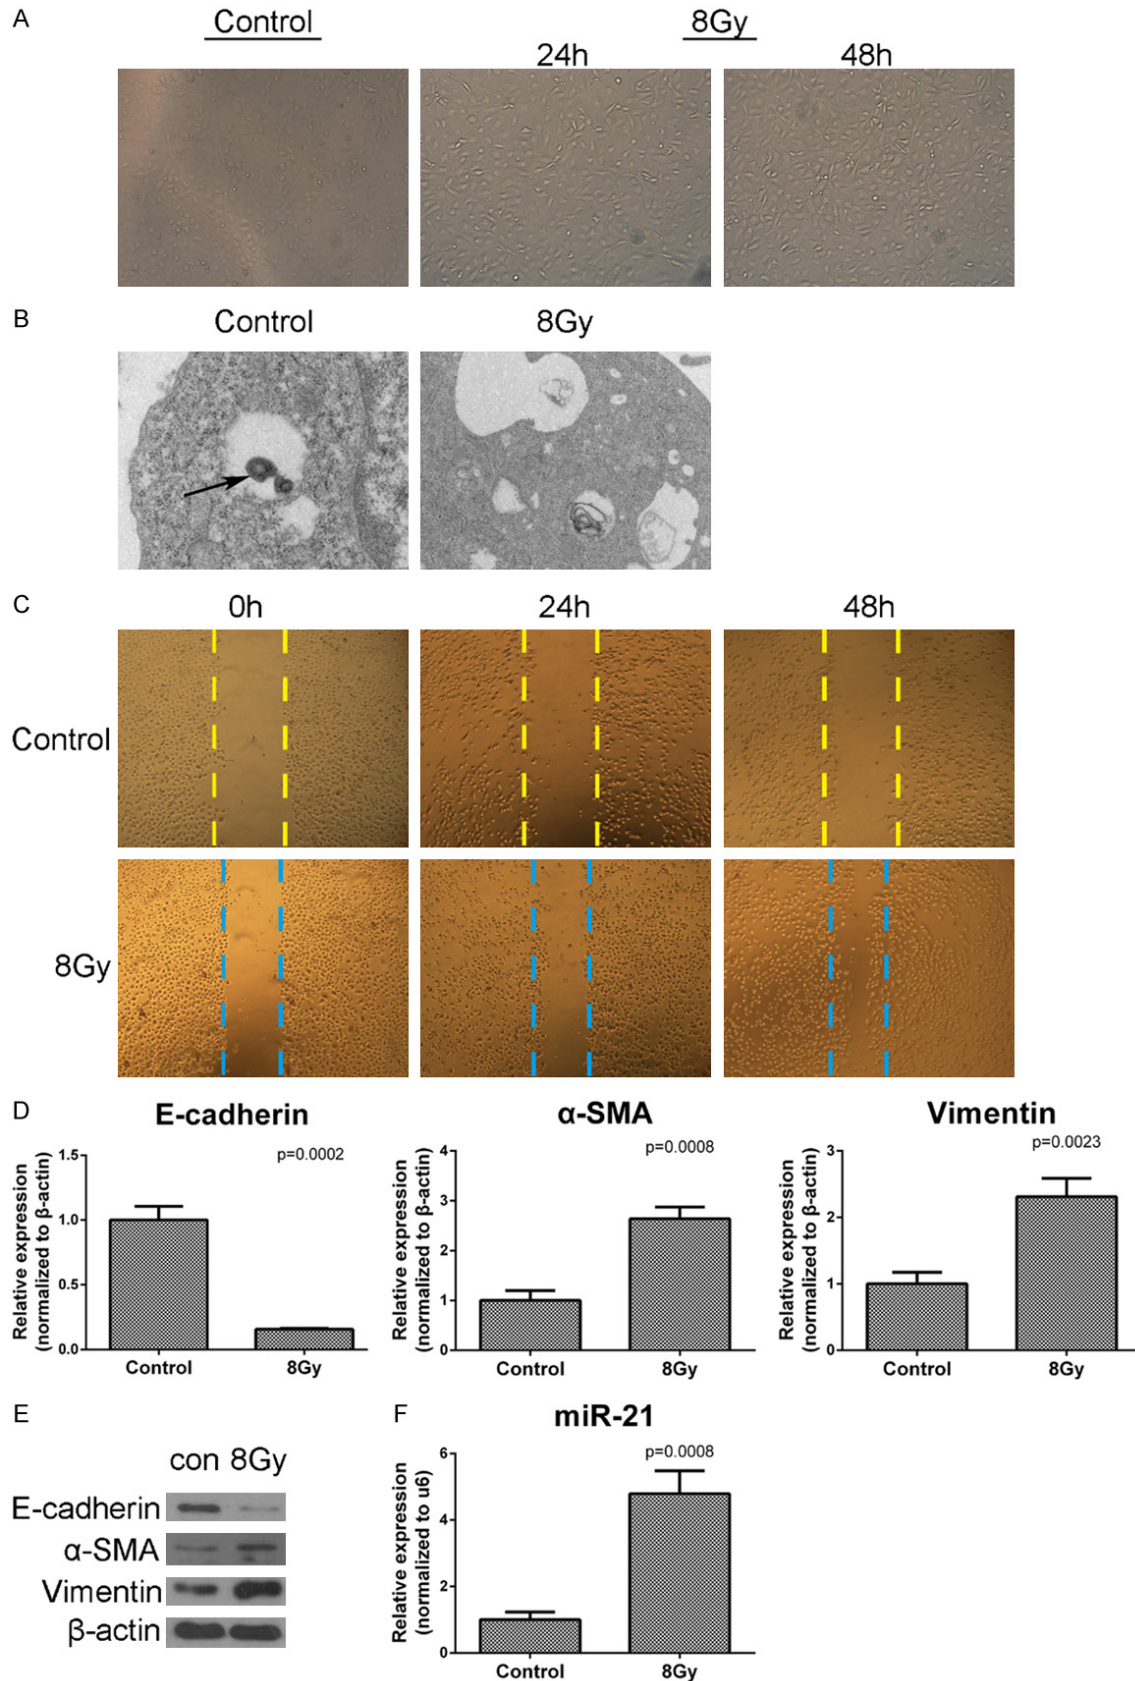 A
Control
8Gy
24h
48h
B
Control
8Gy
C
0h
24h
48h
Control
8Gy
D
E-cadherin
Relative expression
(normalized to β-actin)
1.5
1.0
0.5
0.0
p=0.0002
Control
8Gy
α-SMA
Relative expression
(normalized to β-actin)
4
3
2
1
0
p=0.0008
Control
8Gy
Vimentin
Relative expression
(normalized to β-actin)
3
2
1
0
p=0.0023
Control
8Gy
E
con 8Gy
E-cadherin
α-SMA
Vimentin
β-actin
F
miR-21
Relative expression
(normalized to u6)
6
4
2
0
p=0.0008
Control
8Gy